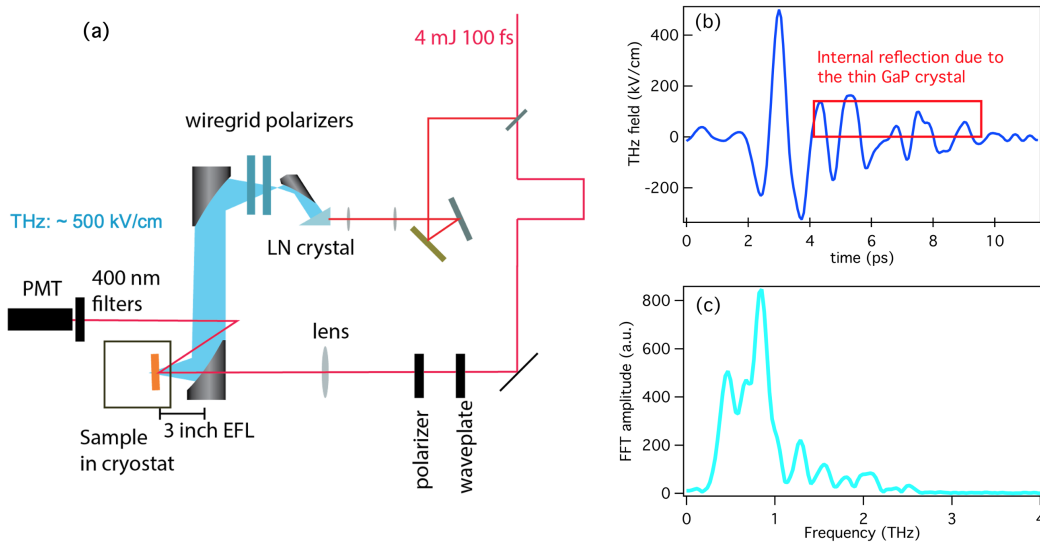 (a)
4 mJ 100 fs
wiregrid polarizers
THz: ~ 500 kV/cm
LN crystal
PMT
400 nm
filters
lens
3 inch EFL
Sample
in cryostat
polarizer
waveplate
(b)
Internal reflection due to
the thin GaP crystal
THz field (kV/cm)
400
200
0
-200
0
2
4
6
8
10
time (ps)
(c)
FFT amplitude (a.u.)
800
600
400
200
0
0
1
2
3
4
Frequency (THz)